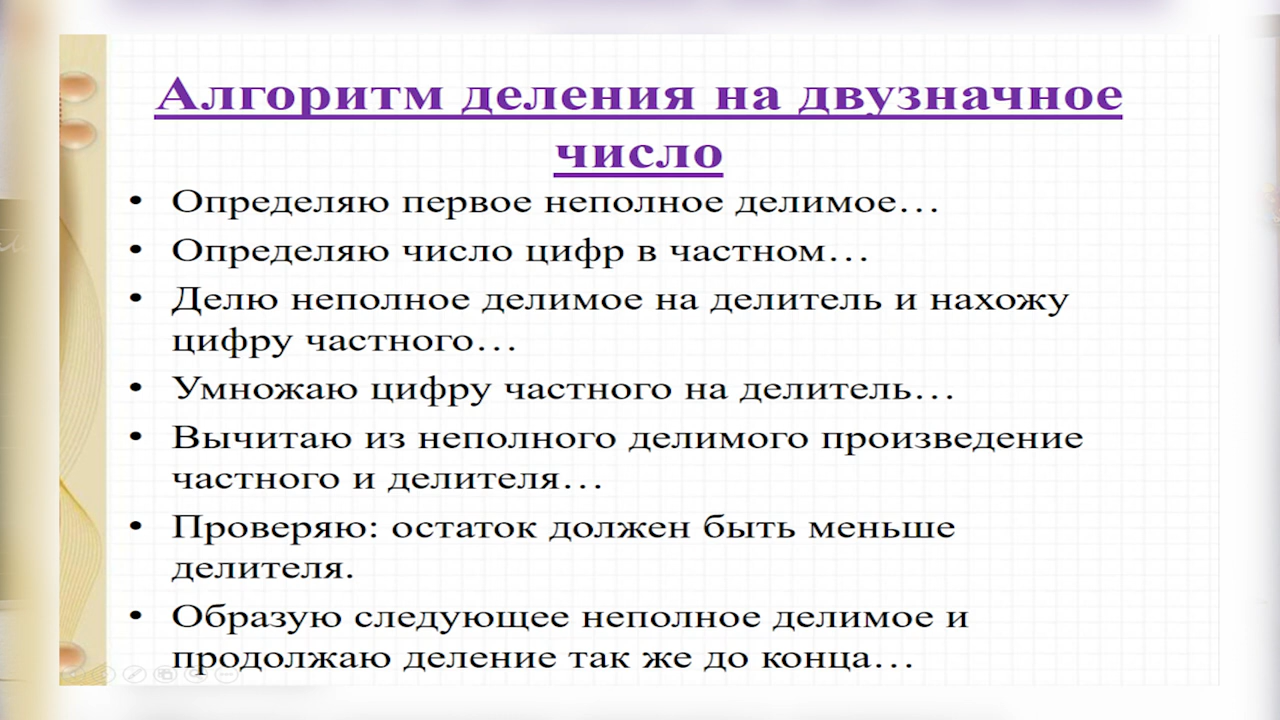 Алгоритм деления на двузначное
число
• Определяю первое неполное делимое…
• Определяю число цифр в частном…
• Делю неполное делимое на делитель и нахожу
цифру частного…
• Умножаю цифру частного на делитель…
• Вычитаю из неполного делимого произведение
частного и делителя…
• Проверяю: остаток должен быть меньше
делителя.
• Образую следующее неполное делимое и
продолжаю деление так же до конца…